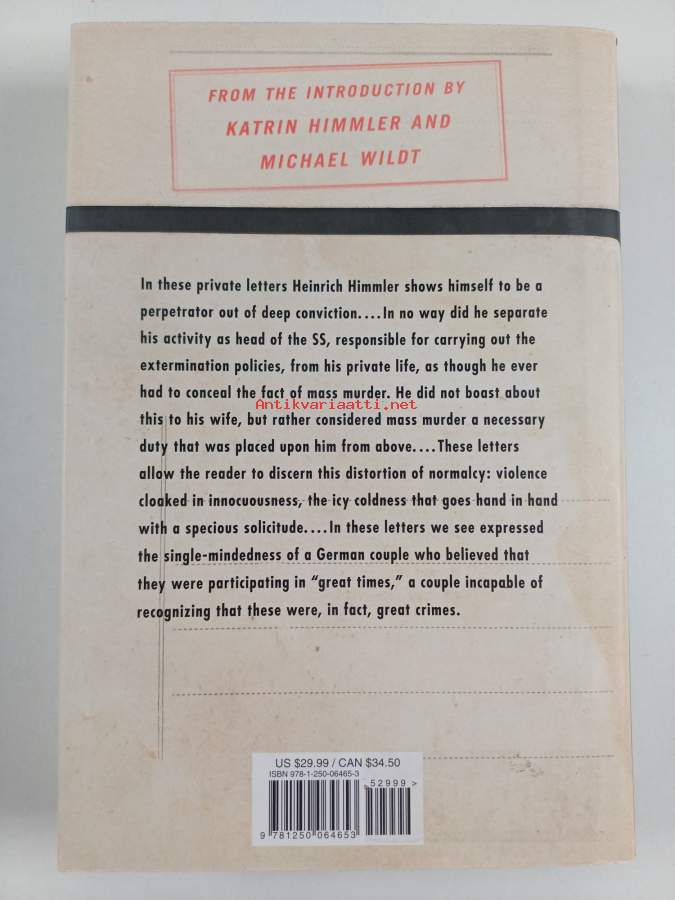 FROM THE INTRODUCTION BY
KATRIN HIMMLER AND
MICHAEL WILDT
In these private letters Heinrich Himmler shows himself to be a
perpetrator out of deep conviction....In no way did he separate
his activity as head of the SS, responsible for carrying out the
extermination policies, from his private life, as though he ever
had to conceal the fact of mass murder. He did not boast about
Antikvariaatti.net
this to his wife, but rather considered mass murder a necessary
duty that was placed upon him from above....These letters
allow the reader to discern this distortion of normalcy: violence
cloaked in innocuousness, the icy coldness that goes hand in hand
with a specious solicitude....In these letters we see expressed
the single-mindedness of a German couple who believed that
they were participating in “great times,” a couple incapable of
recognizing that these were, in fact, great crimes.
US $29.99 / CAN $34.50
ISBN 978-1-250-06465-3
52999>
9 781250 064653